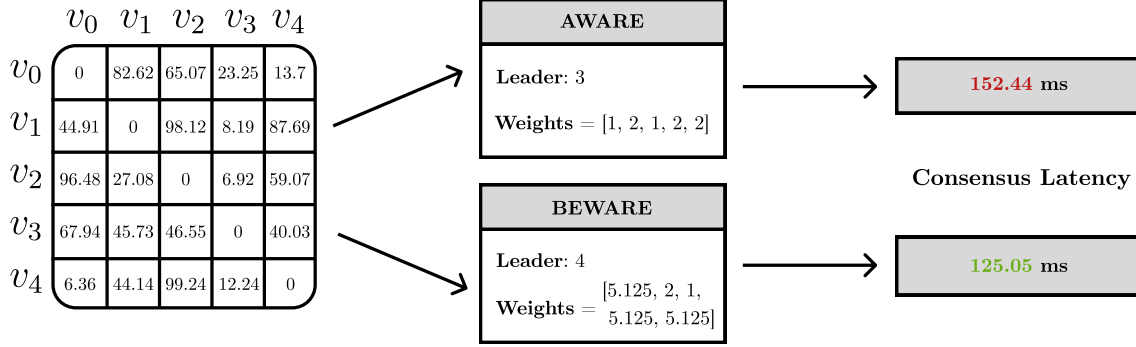 v0 v1 v2 v3 v4
v0 0 82.62 65.07 23.25 13.7
v1 44.91 0 98.12 8.19 87.69
v2 96.48 27.08 0 6.92 59.07
v3 67.94 45.73 46.55 0 40.03
v4 6.36 44.14 99.24 12.24 0
AWARE
Leader: 3
Weights = [1, 2, 1, 2, 2]
BEWARE
Leader: 4
Weights = [5.125, 2, 1,
5.125, 5.125]
152.44 ms
Consensus Latency
125.05 ms